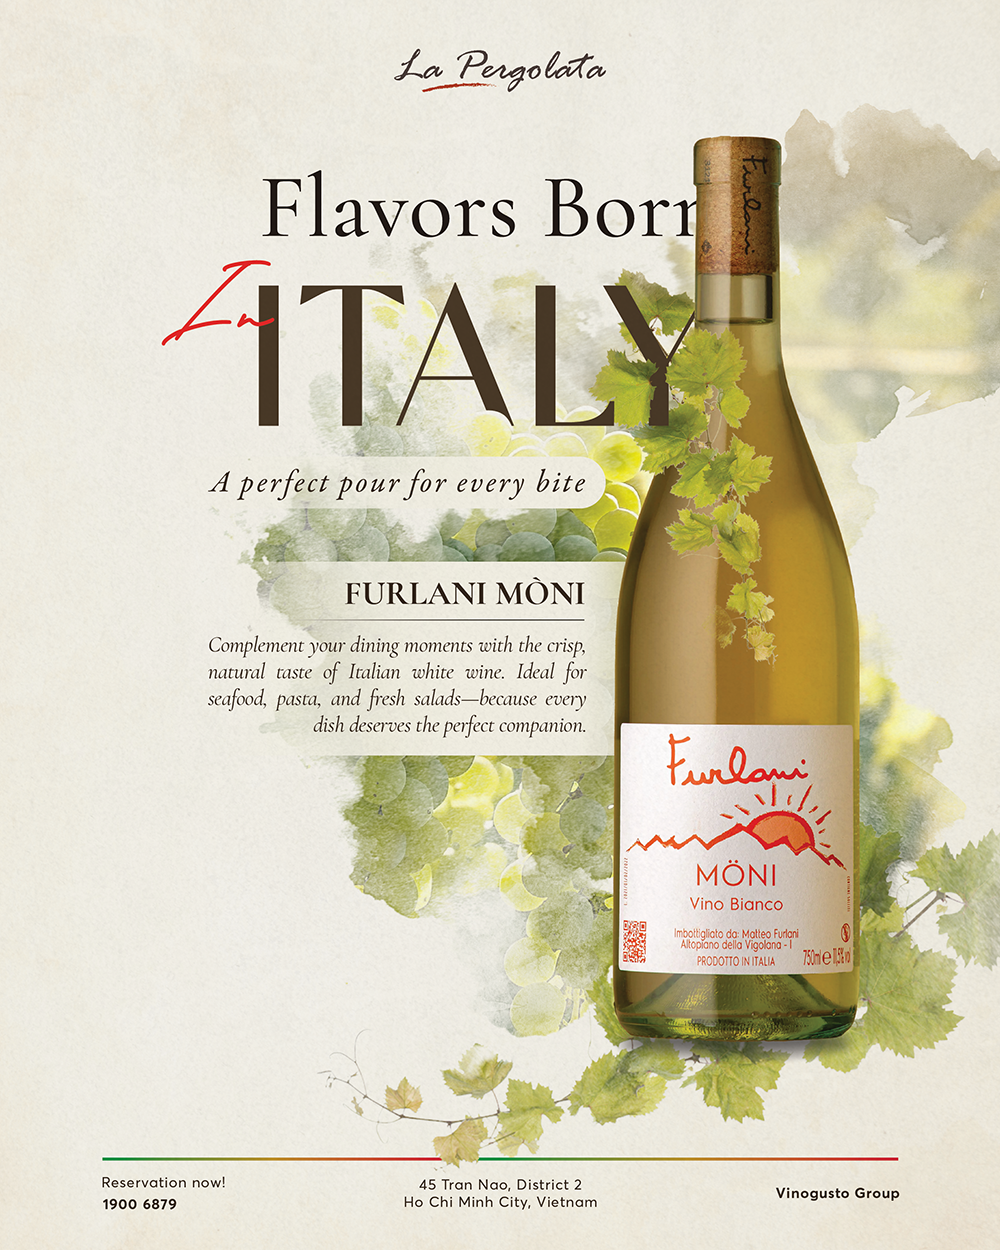 La Pergolata
Flavors Born
In
ITALY
A perfect pour for every bite
FURLANI MÒNI
Complement your dining moments with the crisp,
natural taste of Italian white wine. Ideal for
seafood, pasta, and fresh salads—because every
dish deserves the perfect companion.
Furlani
Furlani
MÖNI
Vino Bianco
Imbottigliato da: Matteo Furlani
Altopiano della Vigolana - I
PRODOTTO IN ITALIA
750ml e 11,5% vol
Reservation now!
1900 6879
45 Tran Nao, District 2
Ho Chi Minh City, Vietnam
Vinogusto Group